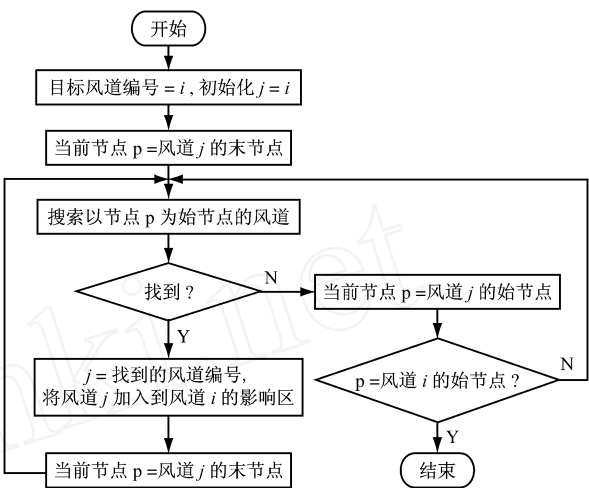 开始
目标风道编号 = i , 初始化 j = i
当前节点 p =风道 j 的末节点
搜索以节点 p 为始节点的风道
找到 ?
N
当前节点 p =风道 j 的始节点
Y
j = 找到的风道编号,
将风道 j 加入到风道 i 的影响区
p =风道 i 的始节点 ?
N
Y
当前节点 p =风道 j 的末节点
结束
nki.net